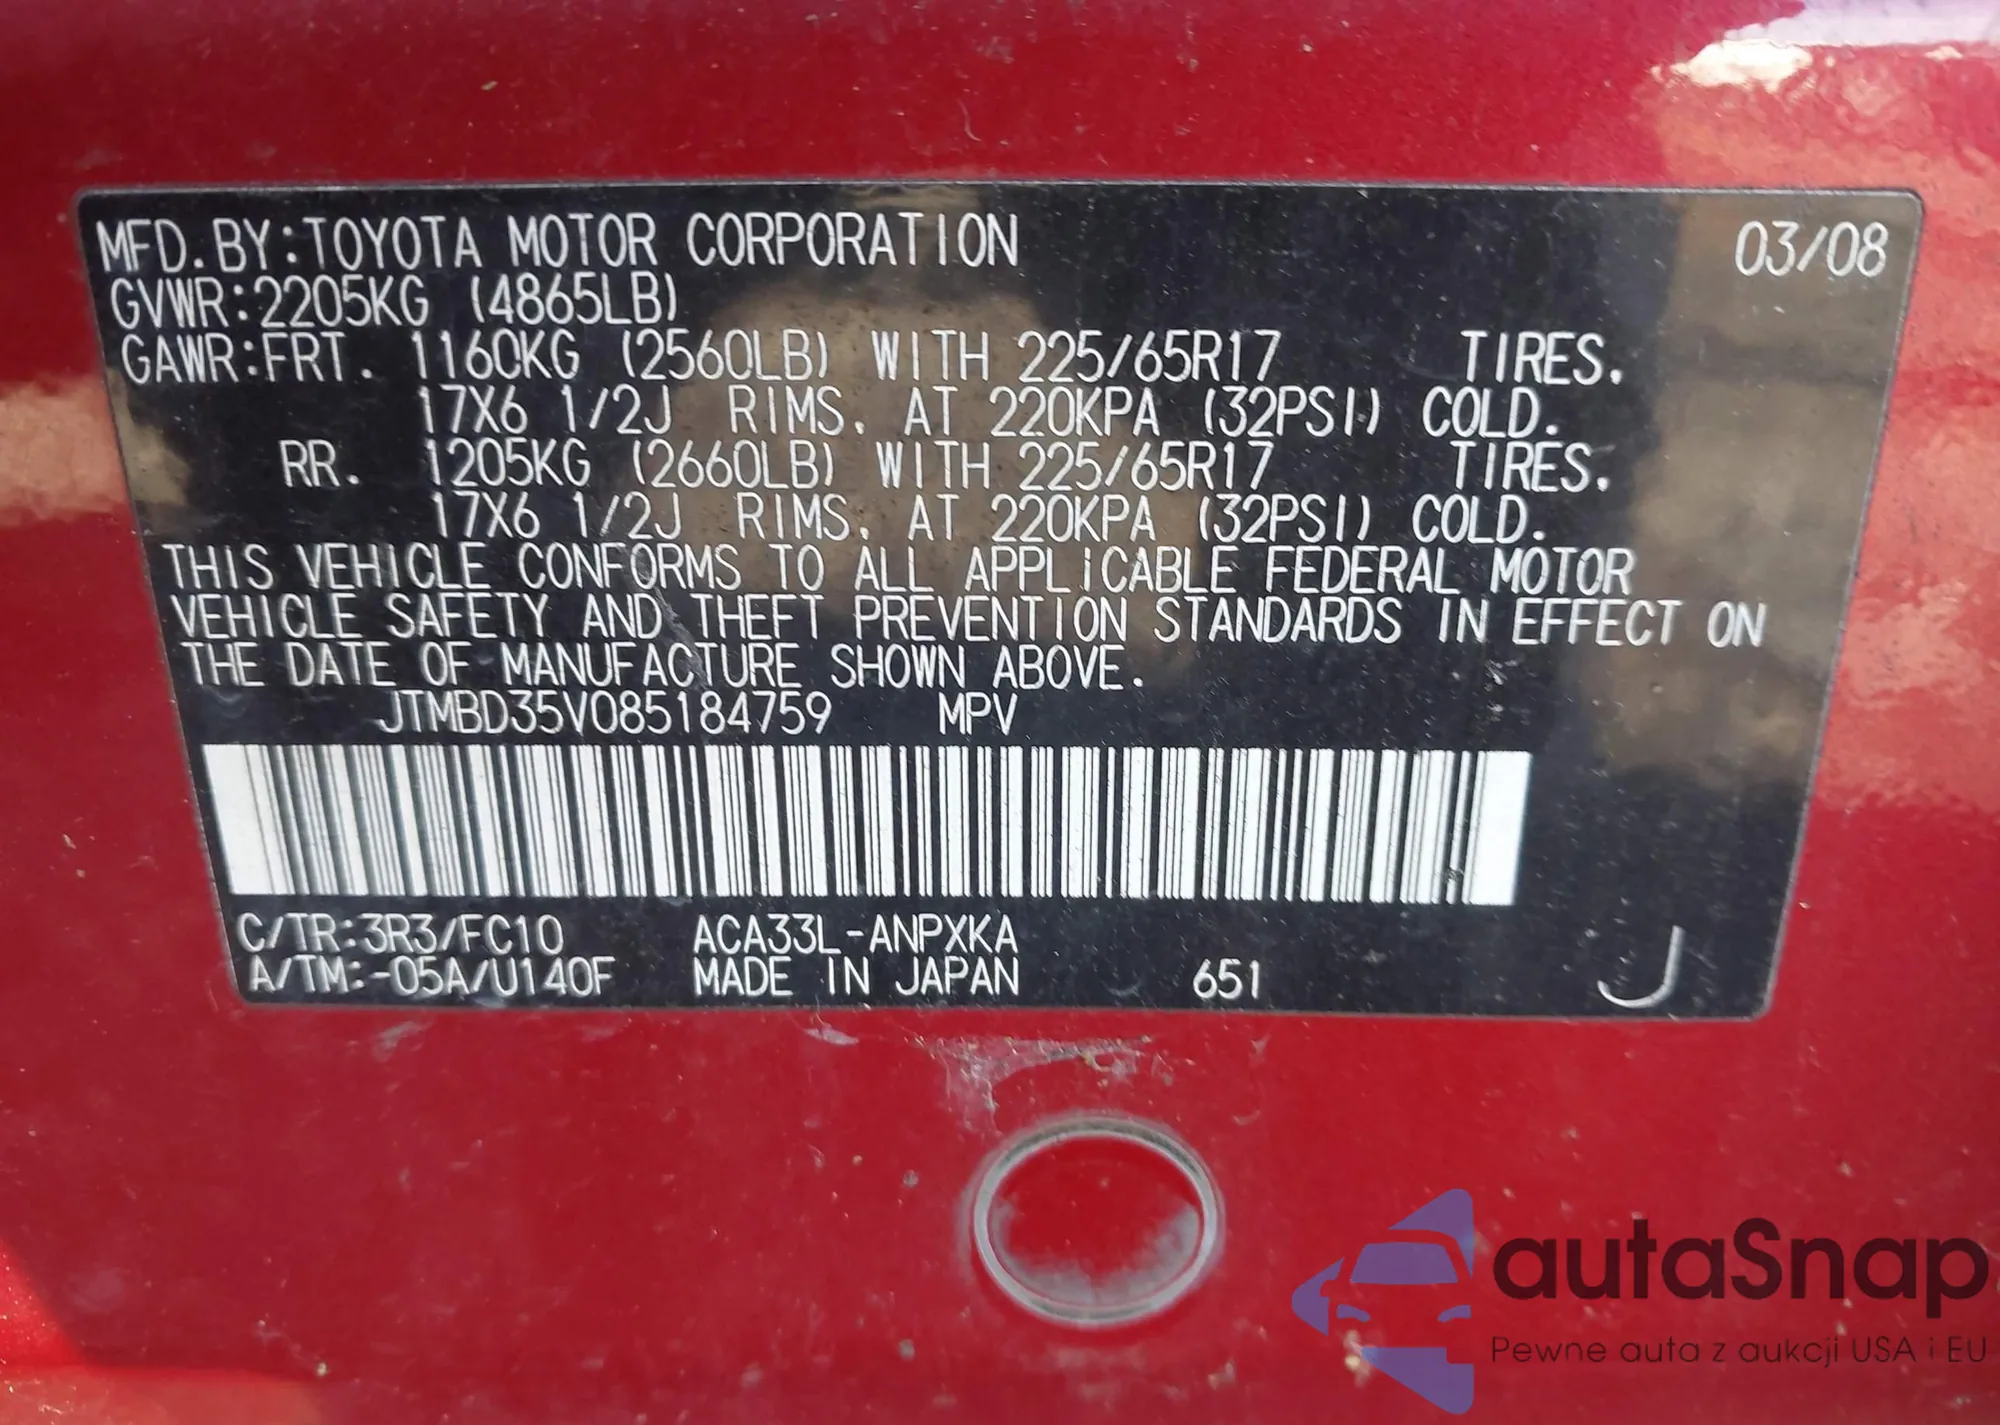 MFD. BY:TOYOTA MOTOR CORPORATION 03/08
GVWR:2205KG (4865LB)
GAWR:FRT. 1160KG (2560LB) WITH 225/65R17 TIRES.
17X6 1/2J RIMS, AT 220KPA (32PSI) COLD.
RR. 1205KG (2660LB) WITH 225/65R17 TIRES.
17X6 1/2J RIMS, AT 220KPA (32PSI) COLD.
THIS VEHICLE CONFORMS TO ALL APPLICABLE FEDERAL MOTOR
VEHICLE SAFETY AND THEFT PREVENTION STANDARDS IN EFFECT ON
THE DATE OF MANUFACTURE SHOWN ABOVE.
JTMBD35V085184759 MPV
C/TR:3R3/FC10 ACA33L-ANPXKA
A/TM:-05A/U140F MADE IN JAPAN 651 J
autaSnap
Pewne auta z aukcji USA i EU